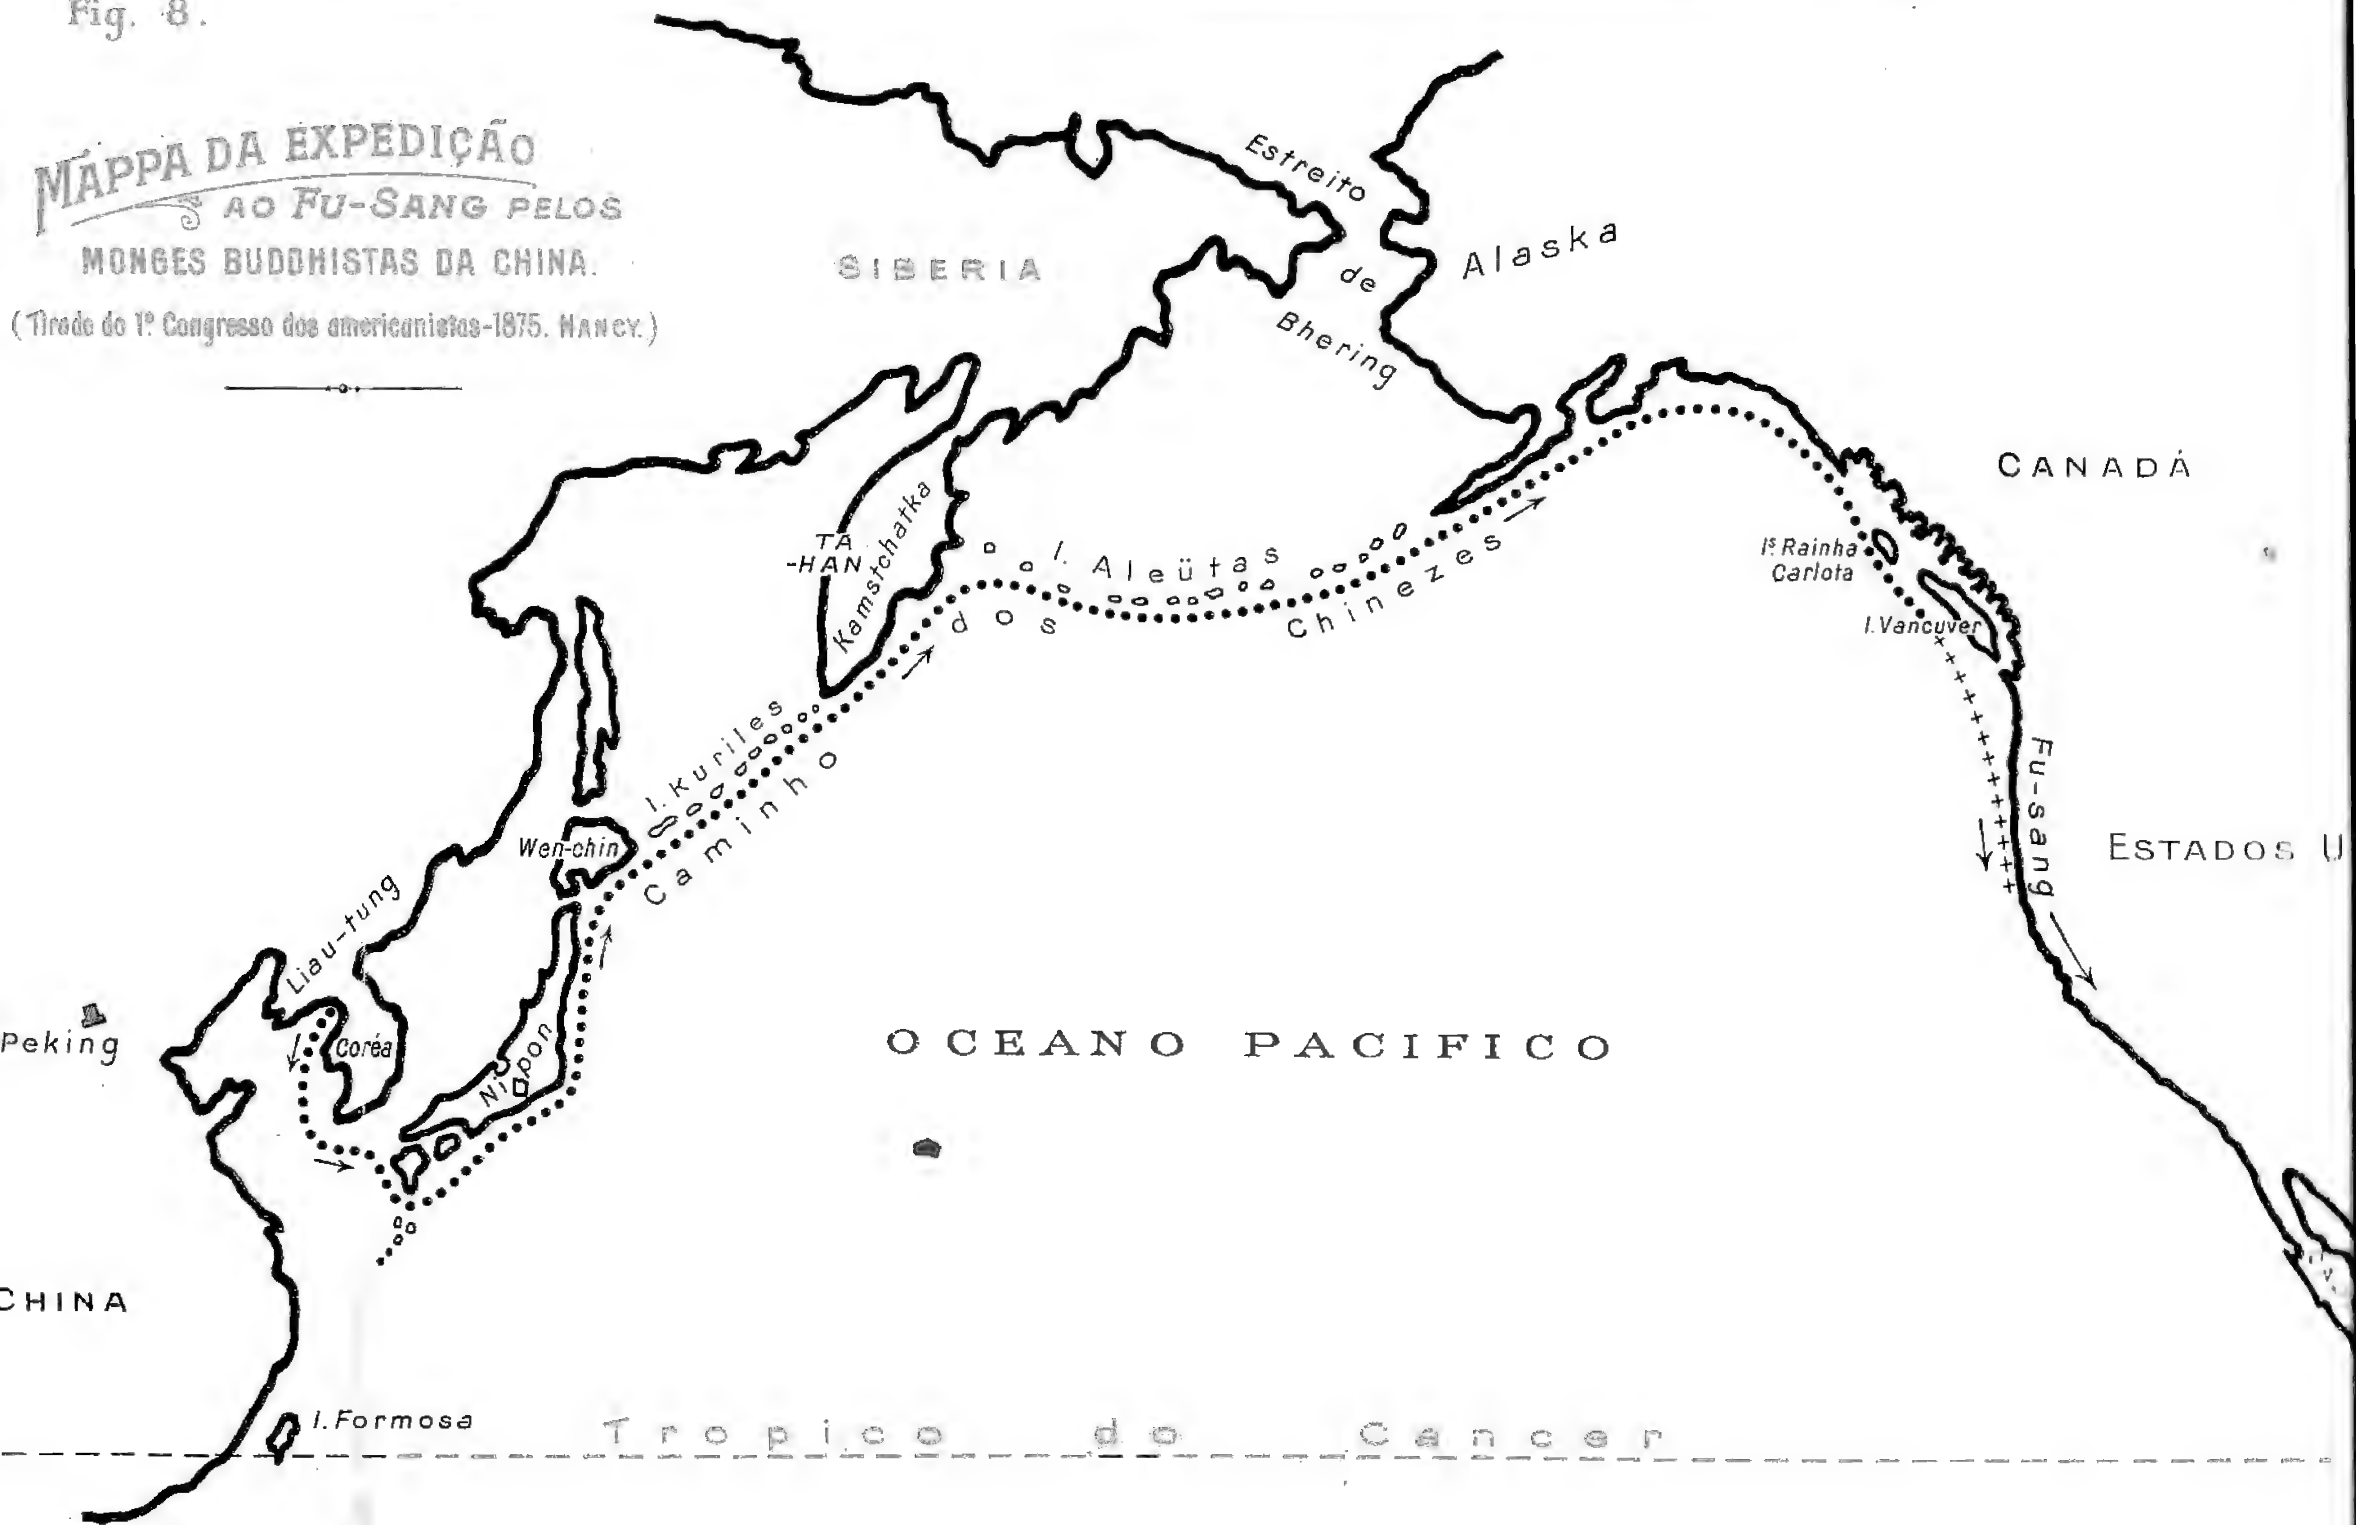 Fig. 8.
MAPPA DA EXPEDIÇÃO
AO FU-SANG PELOS
MONGES BUDDHISTAS DA CHINA.
(Tirado do 1º Congresso dos americanistas-1875. NANCY.)
Estreito
de
Bhering
Alaska
SIBERIA
CANADÁ
TA
-HAN
Kamstchatka
I. Aleütas
Iˢ Rainha
Carlota
I. Vancuver
I. Kuriles
Caminho dos Chinezes
Fu-sang
Wen-chin
ESTADOS U
Liau-tung
Peking
Coréa
Nippon
OCEANO PACIFICO
CHINA
I. Formosa
Tropico do Cancer